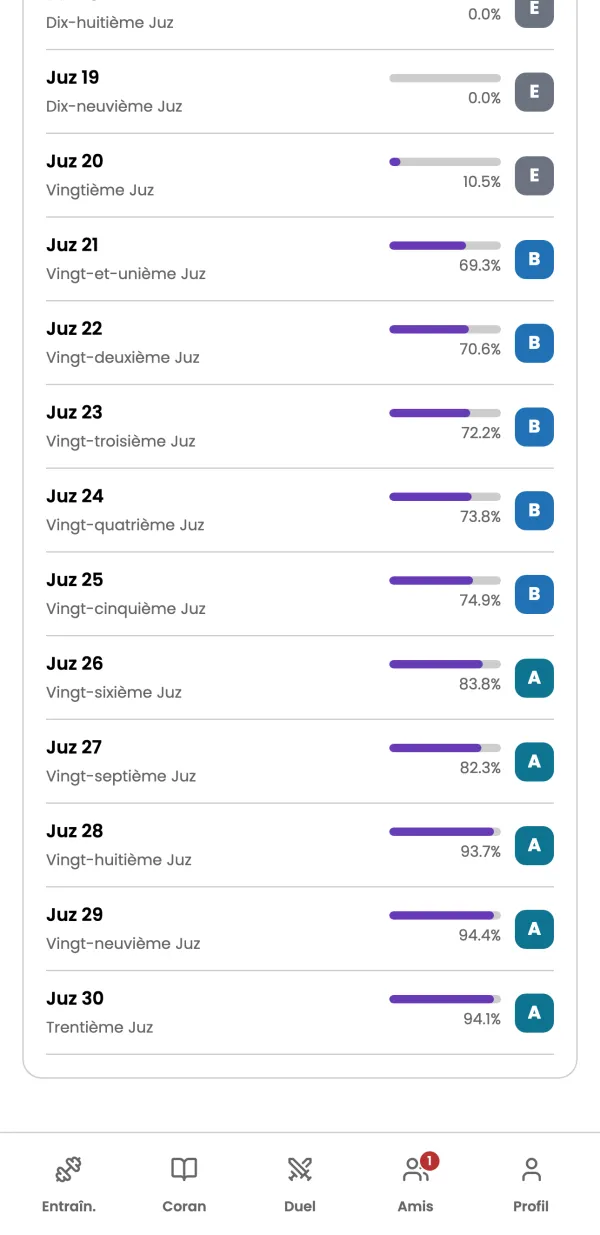 Dix-huitième Juz
0.0%
E
Juz 19
Dix-neuvième Juz
0.0%
E
Juz 20
Vingtième Juz
10.5%
E
Juz 21
Vingt-et-unième Juz
69.3%
B
Juz 22
Vingt-deuxième Juz
70.6%
B
Juz 23
Vingt-troisième Juz
72.2%
B
Juz 24
Vingt-quatrième Juz
73.8%
B
Juz 25
Vingt-cinquième Juz
74.9%
B
Juz 26
Vingt-sixième Juz
83.8%
A
Juz 27
Vingt-septième Juz
82.3%
A
Juz 28
Vingt-huitième Juz
93.7%
A
Juz 29
Vingt-neuvième Juz
94.4%
A
Juz 30
Trentième Juz
94.1%
A
1
Entraîn.
Coran
Duel
Amis
Profil